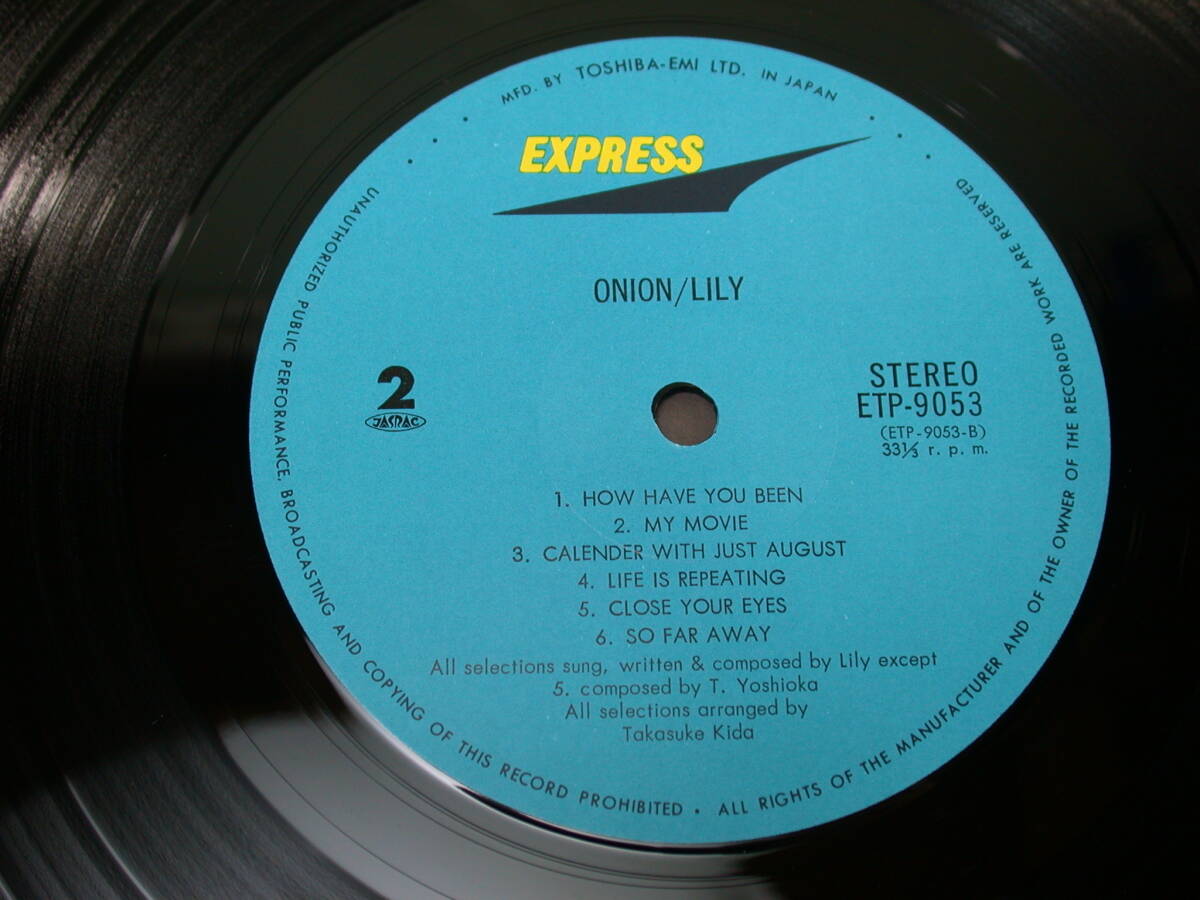 MFD. BY TOSHIBA-EMI LTD. IN JAPAN
EXPRESS
ONION/LILY
2
JASRAC
STEREO
ETP-9053
(ETP-9053-B)
33⅓ r. p. m.
1. HOW HAVE YOU BEEN
2. MY MOVIE
3. CALENDER WITH JUST AUGUST
4. LIFE IS REPEATING
5. CLOSE YOUR EYES
6. SO FAR AWAY
All selections sung, written & composed by Lily except
5. composed by T. Yoshioka
All selections arranged by
Takasuke Kida
UNAUTHORIZED PUBLIC PERFORMANCE, BROADCASTING AND COPYING OF THIS RECORD PROHIBITED • ALL RIGHTS OF THE MANUFACTURER AND OF THE OWNER OF THE RECORDED WORK ARE RESERVED